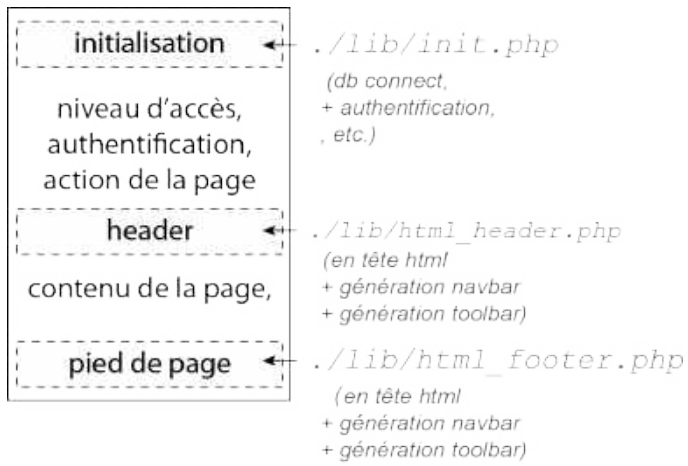 initialisation
./lib/init.php
(db connect,
+ authentification,
, etc.)
niveau d'accès,
authentification,
action de la page
header
./lib/html_header.php
(en tête html
+ génération navbar
+ génération toolbar)
contenu de la page,
pied de page
./lib/html_footer.php
(en tête html
+ génération navbar
+ génération toolbar)